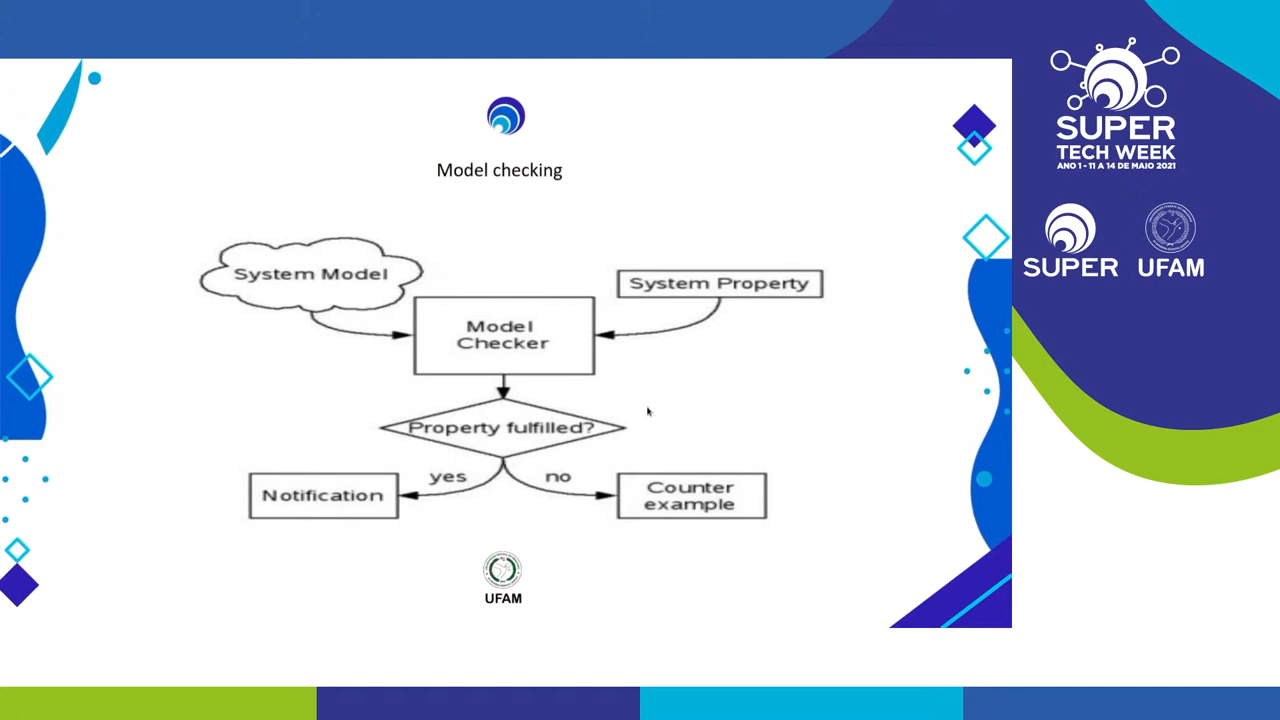 Model checking
System Model
System Property
Model
Checker
Property fulfilled?
yes
no
Notification
Counter
example
UFAM
SUPER
TECH WEEK
ANO 1 - 11 A 14 DE MAIO 2021
SUPER
UFAM